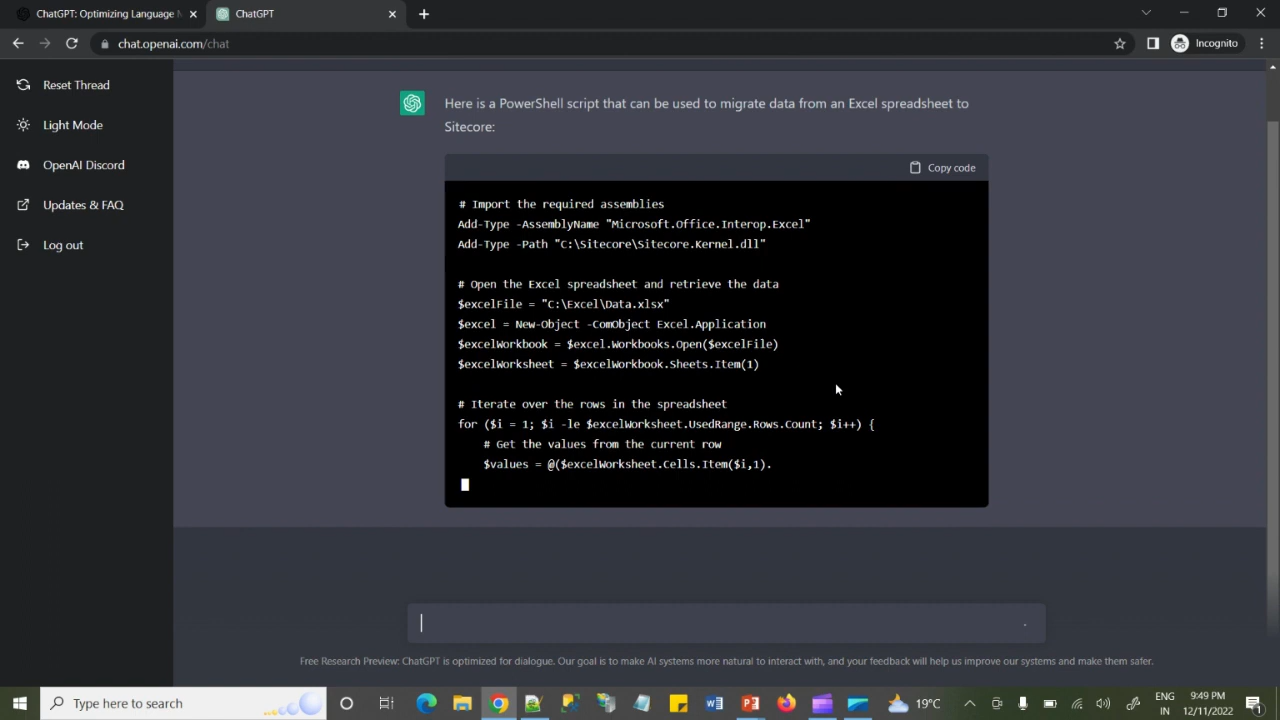 ChatGPT: Optimizing Language
ChatGPT
chat.openai.com/chat
Incognito
Reset Thread
Light Mode
OpenAI Discord
Updates & FAQ
Log out
Here is a PowerShell script that can be used to migrate data from an Excel spreadsheet to
Sitecore:
Copy code
# Import the required assemblies
Add-Type -AssemblyName "Microsoft.Office.Interop.Excel"
Add-Type -Path "C:\Sitecore\Sitecore.Kernel.dll"
# Open the Excel spreadsheet and retrieve the data
$excelFile = "C:\Excel\Data.xlsx"
$excel = New-Object -ComObject Excel.Application
$excelWorkbook = $excel.Workbooks.Open($excelFile)
$excelWorksheet = $excelWorkbook.Sheets.Item(1)
# Iterate over the rows in the spreadsheet
for ($i = 1; $i -le $excelWorksheet.UsedRange.Rows.Count; $i++) {
# Get the values from the current row
$values = @($excelWorksheet.Cells.Item($i,1).
Free Research Preview: ChatGPT is optimized for dialogue. Our goal is to make AI systems more natural to interact with, and your feedback will help us improve our systems and make them safer.
Type here to search
19°C
ENG
IN
9:49 PM
12/11/2022
1